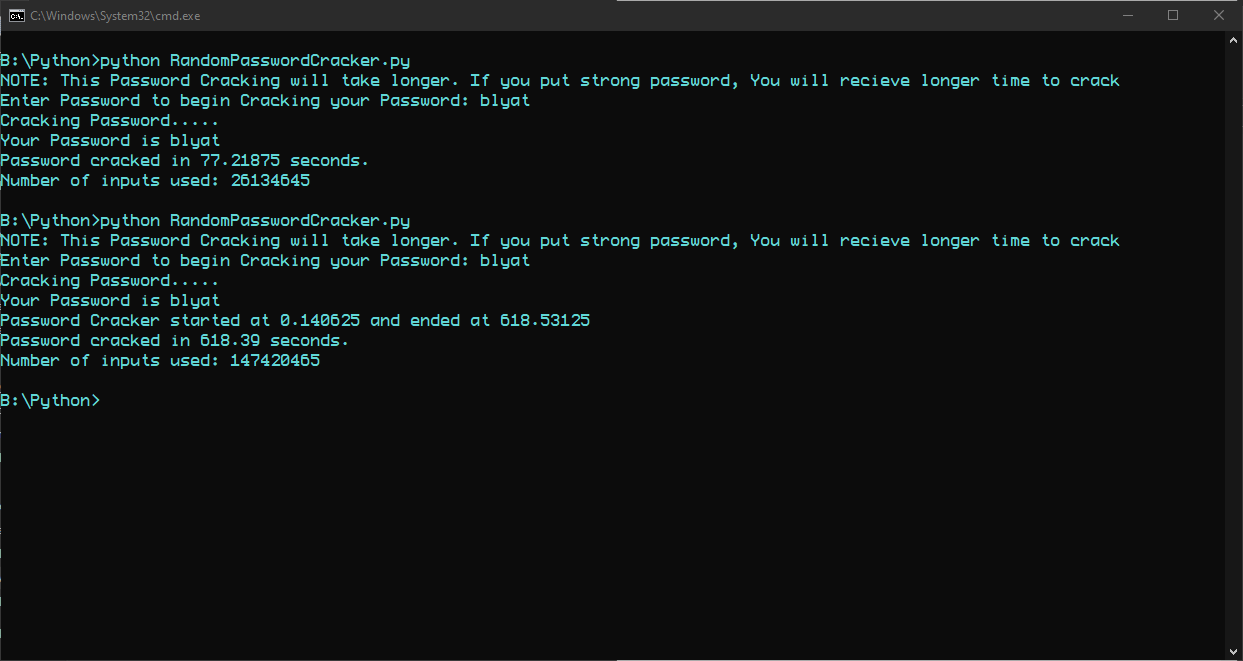 C:\Windows\System32\cmd.exe
B:\Python>python RandomPasswordCracker.py
NOTE: This Password Cracking will take longer. If you put strong password, You will recieve longer time to crack
Enter Password to begin Cracking your Password: blyat
Cracking Password.....
Your Password is blyat
Password cracked in 77.21875 seconds.
Number of inputs used: 26134645
B:\Python>python RandomPasswordCracker.py
NOTE: This Password Cracking will take longer. If you put strong password, You will recieve longer time to crack
Enter Password to begin Cracking your Password: blyat
Cracking Password.....
Your Password is blyat
Password Cracker started at 0.140625 and ended at 618.53125
Password cracked in 618.39 seconds.
Number of inputs used: 147420465
B:\Python>